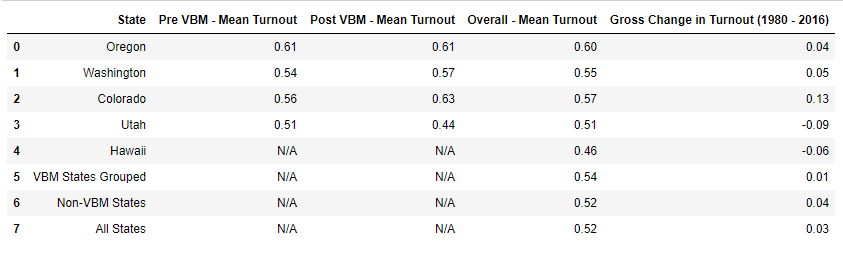 State Pre VBM - Mean Turnout Post VBM - Mean Turnout Overall - Mean Turnout Gross Change in Turnout (1980 - 2016)
0 Oregon 0.61 0.61 0.60 0.04
1 Washington 0.54 0.57 0.55 0.05
2 Colorado 0.56 0.63 0.57 0.13
3 Utah 0.51 0.44 0.51 -0.09
4 Hawaii N/A N/A 0.46 -0.06
5 VBM States Grouped N/A N/A 0.54 0.01
6 Non-VBM States N/A N/A 0.52 0.04
7 All States N/A N/A 0.52 0.03